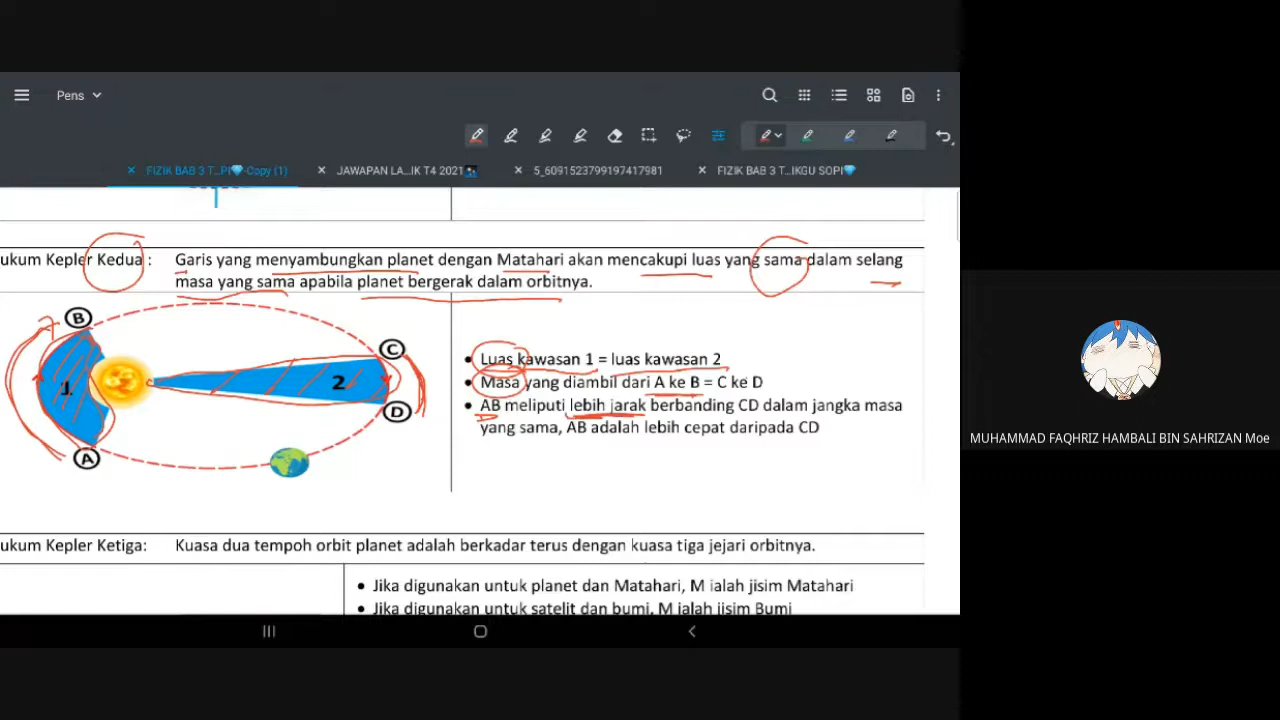 Pens
FIZIK BAB 3 T...PI💎-Copy (1)
JAWAPAN LA...IK T4 2021
5_6091523799197417981
FIZIK BAB 3 T...IKGU SOPI💎
ukum Kepler Kedua : Garis yang menyambungkan planet dengan Matahari akan mencakupi luas yang sama dalam selang
masa yang sama apabila planet bergerak dalam orbitnya.
B
C
1
2
D
A
• Luas kawasan 1 = luas kawasan 2
• Masa yang diambil dari A ke B = C ke D
• AB meliputi lebih jarak berbanding CD dalam jangka masa
yang sama, AB adalah lebih cepat daripada CD
ukum Kepler Ketiga: Kuasa dua tempoh orbit planet adalah berkadar terus dengan kuasa tiga jejari orbitnya.
• Jika digunakan untuk planet dan Matahari, M ialah jisim Matahari
• Jika digunakan untuk satelit dan bumi, M ialah jisim Bumi
MUHAMMAD FAQHRIZ HAMBALI BIN SAHRIZAN Moe